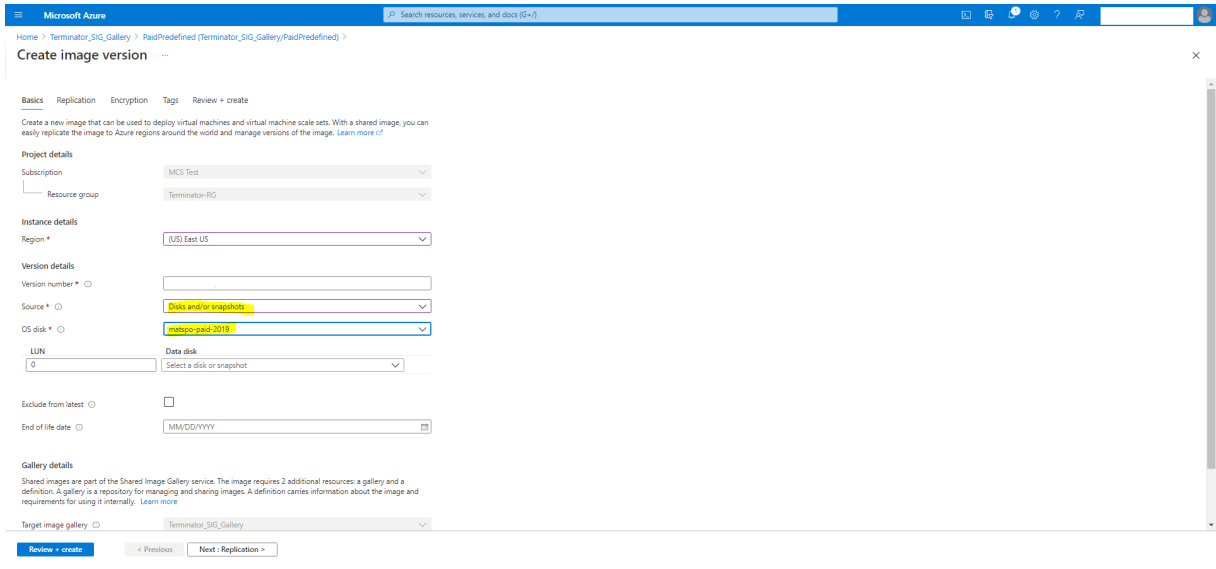 Microsoft Azure
Search resources, services, and docs (G+/)
1
Home > Terminator_SIG_Gallery > PaidPredefined (Terminator_SIG_Gallery/PaidPredefined) >
Create image version ...
Basics Replication Encryption Tags Review + create
Create a new image that can be used to deploy virtual machines and virtual machine scale sets. With a shared image, you can
easily replicate the image to Azure regions around the world and manage versions of the image. Learn more
Project details
Subscription MCS Test
Resource group Terminator-RG
Instance details
Region * (US) East US
Version details
Version number *
Source * Disks and/or snapshots
OS disk * matspo-paid-2019
LUN Data disk
0 Select a disk or snapshot
Exclude from latest
End of life date MM/DD/YYYY
Gallery details
Shared images are part of the Shared Image Gallery service. The image requires 2 additional resources: a gallery and a
definition. A gallery is a repository for managing and sharing images. A definition carries information about the image and
requirements for using it internally. Learn more
Target image gallery Terminator_SIG_Gallery
Review + create < Previous Next : Replication >